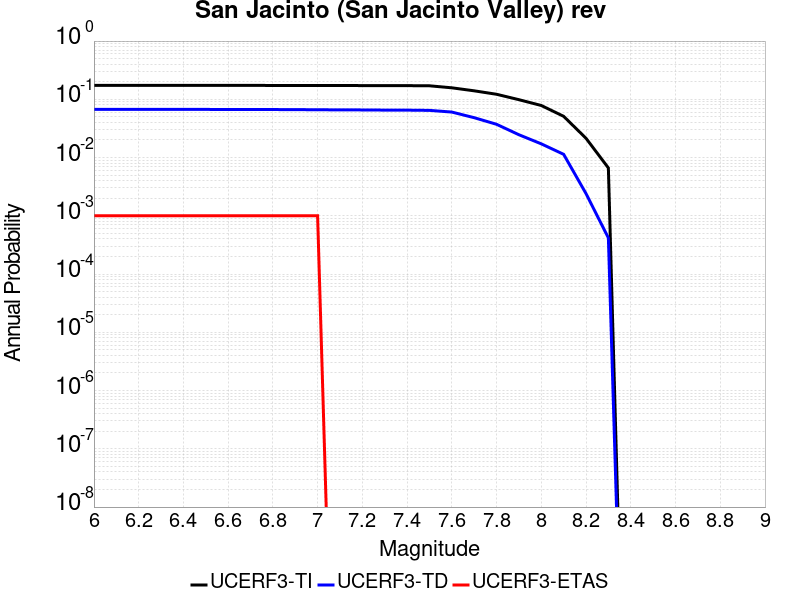 San Jacinto (San Jacinto Valley) rev
10^0
10^-1
10^-2
10^-3
10^-4
10^-5
10^-6
10^-7
10^-8
Annual Probability
6 6.2 6.4 6.6 6.8 7 7.2 7.4 7.6 7.8 8 8.2 8.4 8.6 8.8 9
Magnitude
UCERF3-TI UCERF3-TD UCERF3-ETAS